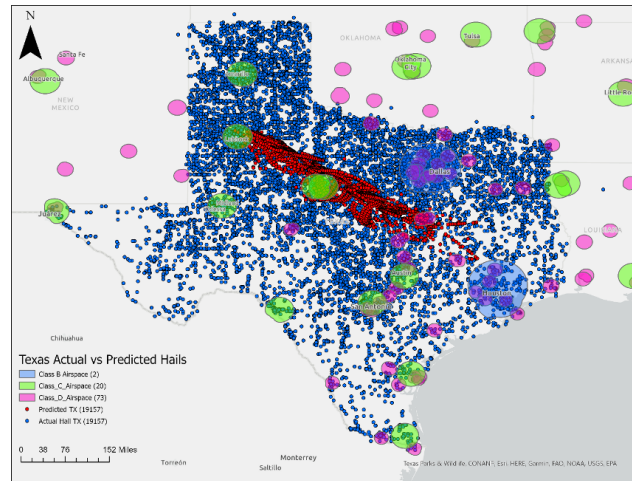 N
OKLAHOMA
Santa Fe
Tulsa
Oklahoma
City
Albuquerque
Amarillo
ARKANSAS
Little Ro
NEW
MEXICO
Lubbock
Dallas
Juárez
LOUISIANA
Austin
Houston
San Antonio
Chihuahua
Texas Actual vs Predicted Hails
Class B Airspace (2)
Class_C_Airspace (20)
Class_D_Airspace (73)
Predicted TX (19157)
Actual Hail TX (19157)
0 38 76 152 Miles
Monterrey
Torreón
Saltillo
Texas Parks & Wildlife, CONANP, Esri, HERE, Garmin, FAO, NOAA, USGS, EPA